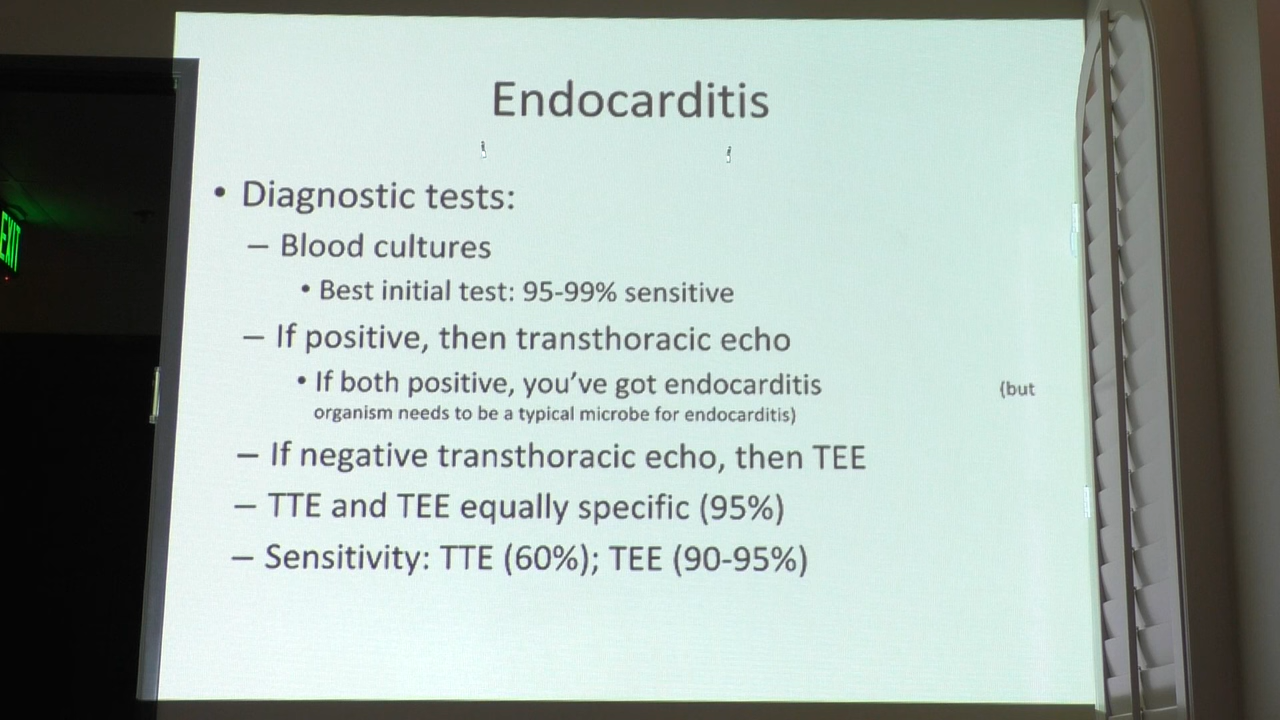 Endocarditis
• Diagnostic tests:
– Blood cultures
• Best initial test: 95-99% sensitive
– If positive, then transthoracic echo
• If both positive, you've got endocarditis (but
organism needs to be a typical microbe for endocarditis)
– If negative transthoracic echo, then TEE
– TTE and TEE equally specific (95%)
– Sensitivity: TTE (60%); TEE (90-95%)
EXIT